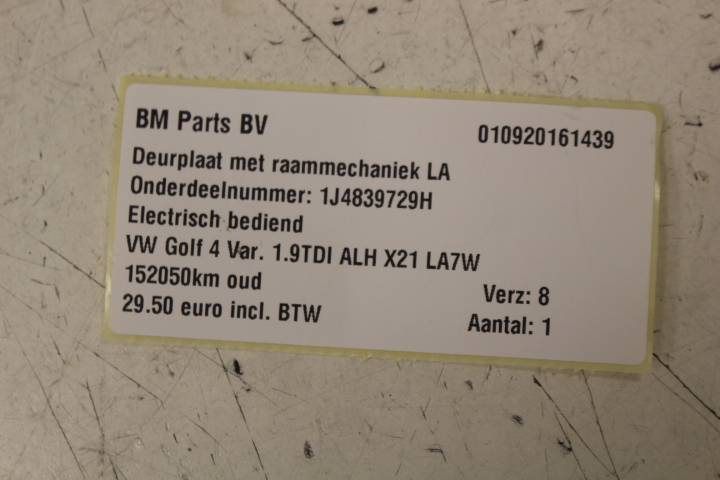 BM Parts BV 010920161439
Deurplaat met raammechaniek LA
Onderdeelnummer: 1J4839729H
Electrisch bediend
VW Golf 4 Var. 1.9TDI ALH X21 LA7W
152050km oud Verz: 8
29.50 euro incl. BTW Aantal: 1